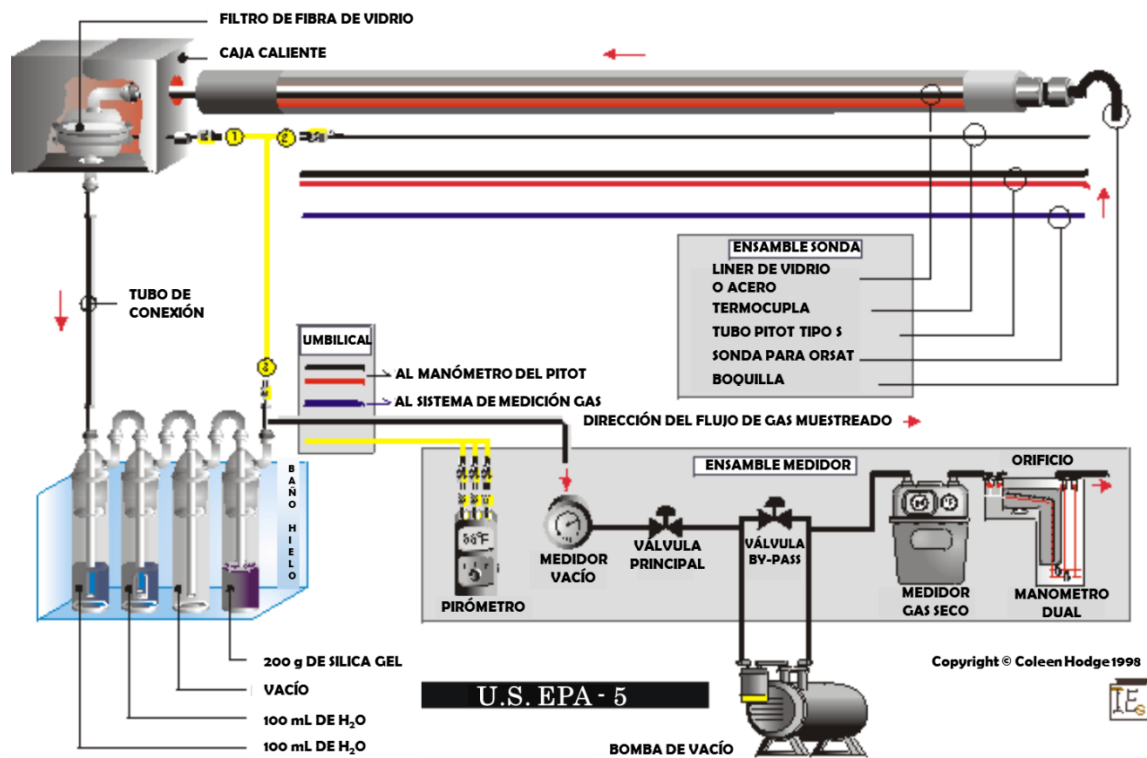 FILTRO DE FIBRA DE VIDRIO
CAJA CALIENTE
1
2
ENSAMBLE SONDA
LINER DE VIDRIO
O ACERO
TERMOCUPLA
TUBO PITOT TIPO S
SONDA PARA ORSAT
BOQUILLA
TUBO DE
CONEXIÓN
UMBILICAL
AL MANÓMETRO DEL PITOT
AL SISTEMA DE MEDICIÓN GAS
3
DIRECCIÓN DEL FLUJO DE GAS MUESTREADO
BAÑO HIELO
ENSAMBLE MEDIDOR
ORIFICIO
PIRÓMETRO
MEDIDOR
VACÍO
VÁLVULA
PRINCIPAL
VÁLVULA
BY-PASS
MEDIDOR
GAS SECO
MANOMETRO
DUAL
200 g DE SILICA GEL
VACÍO
100 mL DE H₂O
100 mL DE H₂O
U.S. EPA - 5
BOMBA DE VACÍO
Copyright © Coleen Hodge 1998